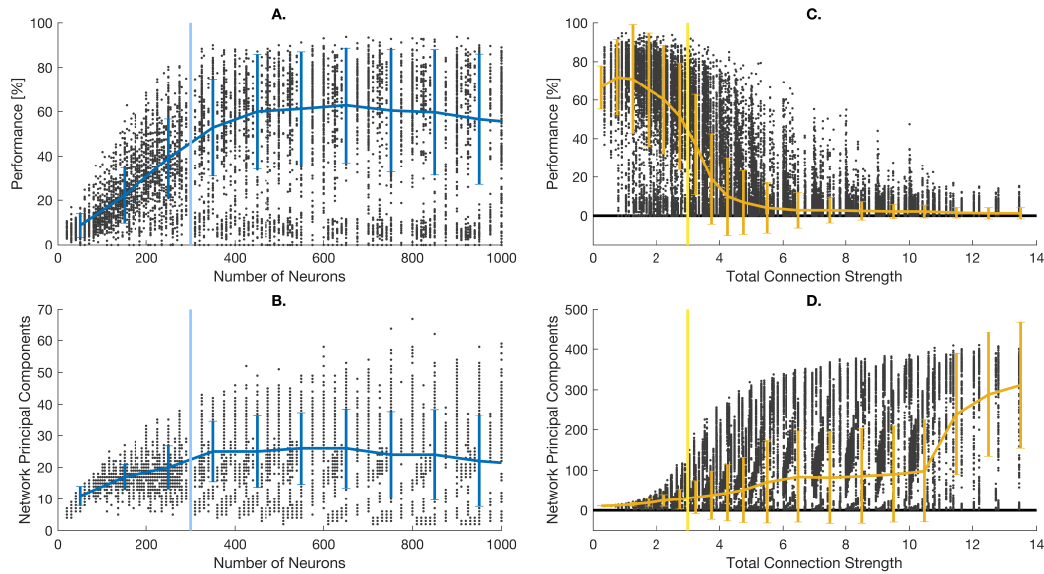 A.
Performance [%]
100
80
60
40
20
0
0 200 400 600 800 1000
Number of Neurons
C.
Performance [%]
100
80
60
40
20
0
0 2 4 6 8 10 12 14
Total Connection Strength
B.
Network Principal Components
70
60
50
40
30
20
10
0
0 200 400 600 800 1000
Number of Neurons
D.
Network Principal Components
500
400
300
200
100
0
0 2 4 6 8 10 12 14
Total Connection Strength